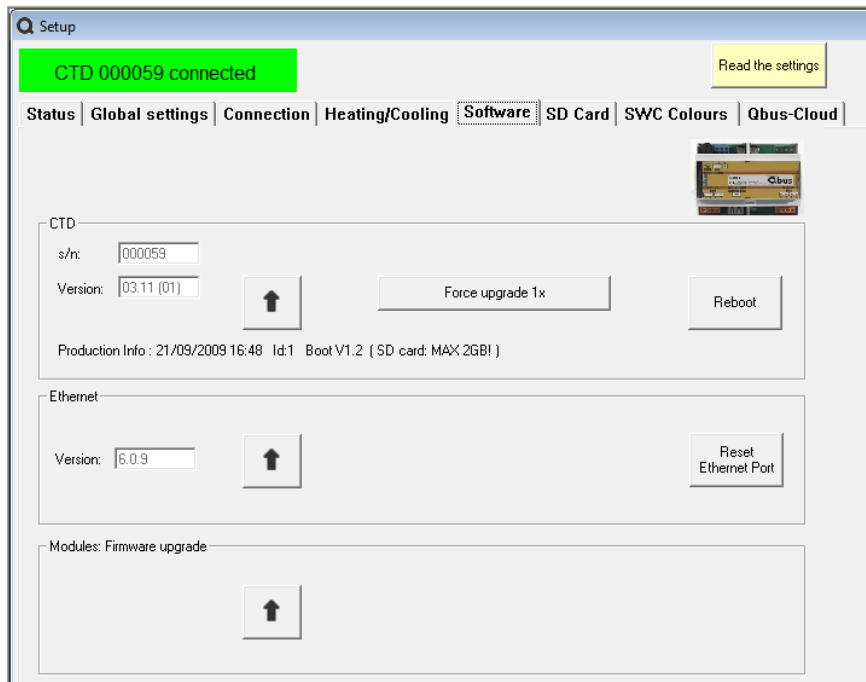 Setup
CTD 000059 connected
Read the settings
Status Global settings Connection Heating/Cooling Software SD Card SWC Colours Qbus-Cloud
Qbus
CTD
s/n: 000059
Version: 03.11 (01)
Force upgrade 1x
Reboot
Production Info : 21/09/2009 16:48 Id:1 Boot V1.2 ( SD card: MAX 2GB! )
Ethernet
Version: 6.0.9
Reset
Ethernet Port
Modules: Firmware upgrade